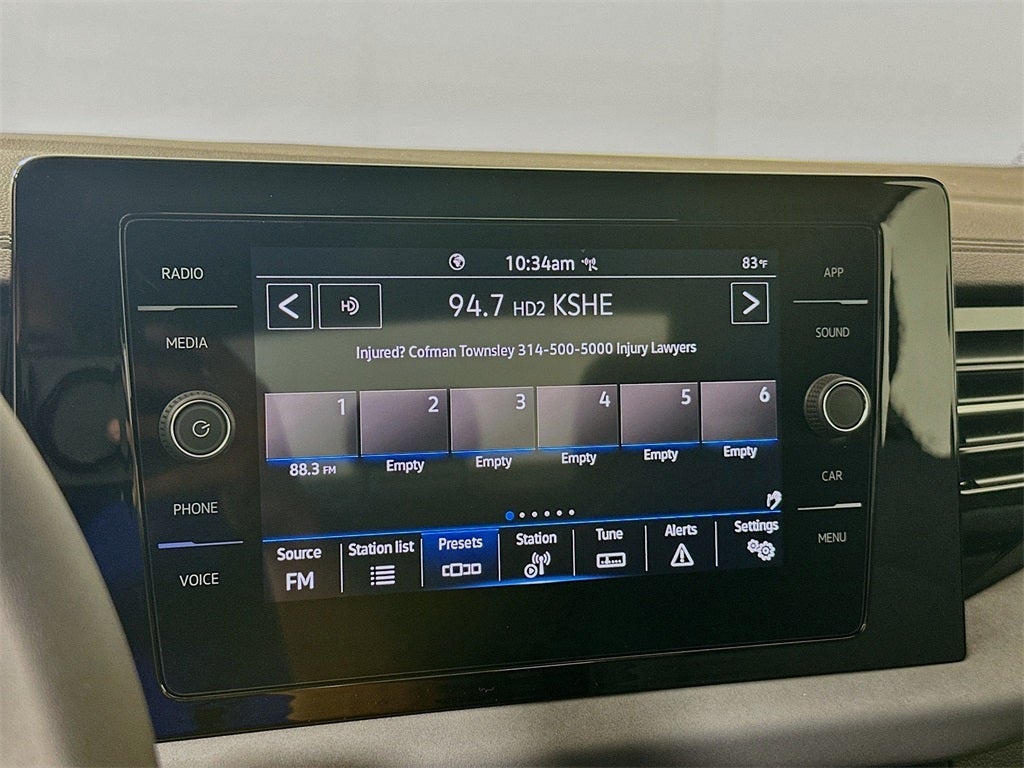 10:34am 83°F
RADIO
MEDIA
PHONE
VOICE
94.7 HD2 KSHE
HD
Injured? Cofman Townsley 314-500-5000 Injury Lawyers
1 2 3 4 5 6
88.3 FM Empty Empty Empty Empty Empty
Source Station list Presets Station Tune Alerts Settings
FM
APP
SOUND
CAR
MENU